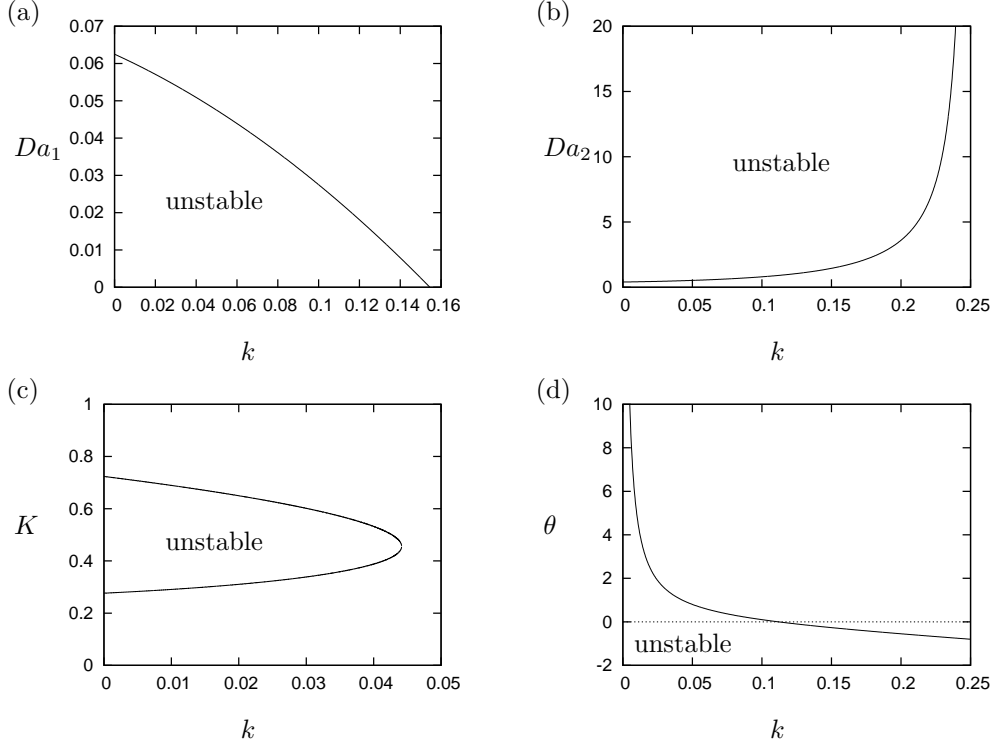 (a)
0.07
0.06
0.05
0.04
0.03
0.02
0.01
0
Da₁
unstable
0 0.02 0.04 0.06 0.08 0.1 0.12 0.14 0.16
k
(b)
20
15
10
5
0
Da₂
unstable
0 0.05 0.1 0.15 0.2 0.25
k
(c)
1
0.8
0.6
0.4
0.2
0
K
unstable
0 0.01 0.02 0.03 0.04 0.05
k
(d)
10
8
6
4
2
0
-2
θ
unstable
0 0.05 0.1 0.15 0.2 0.25
k